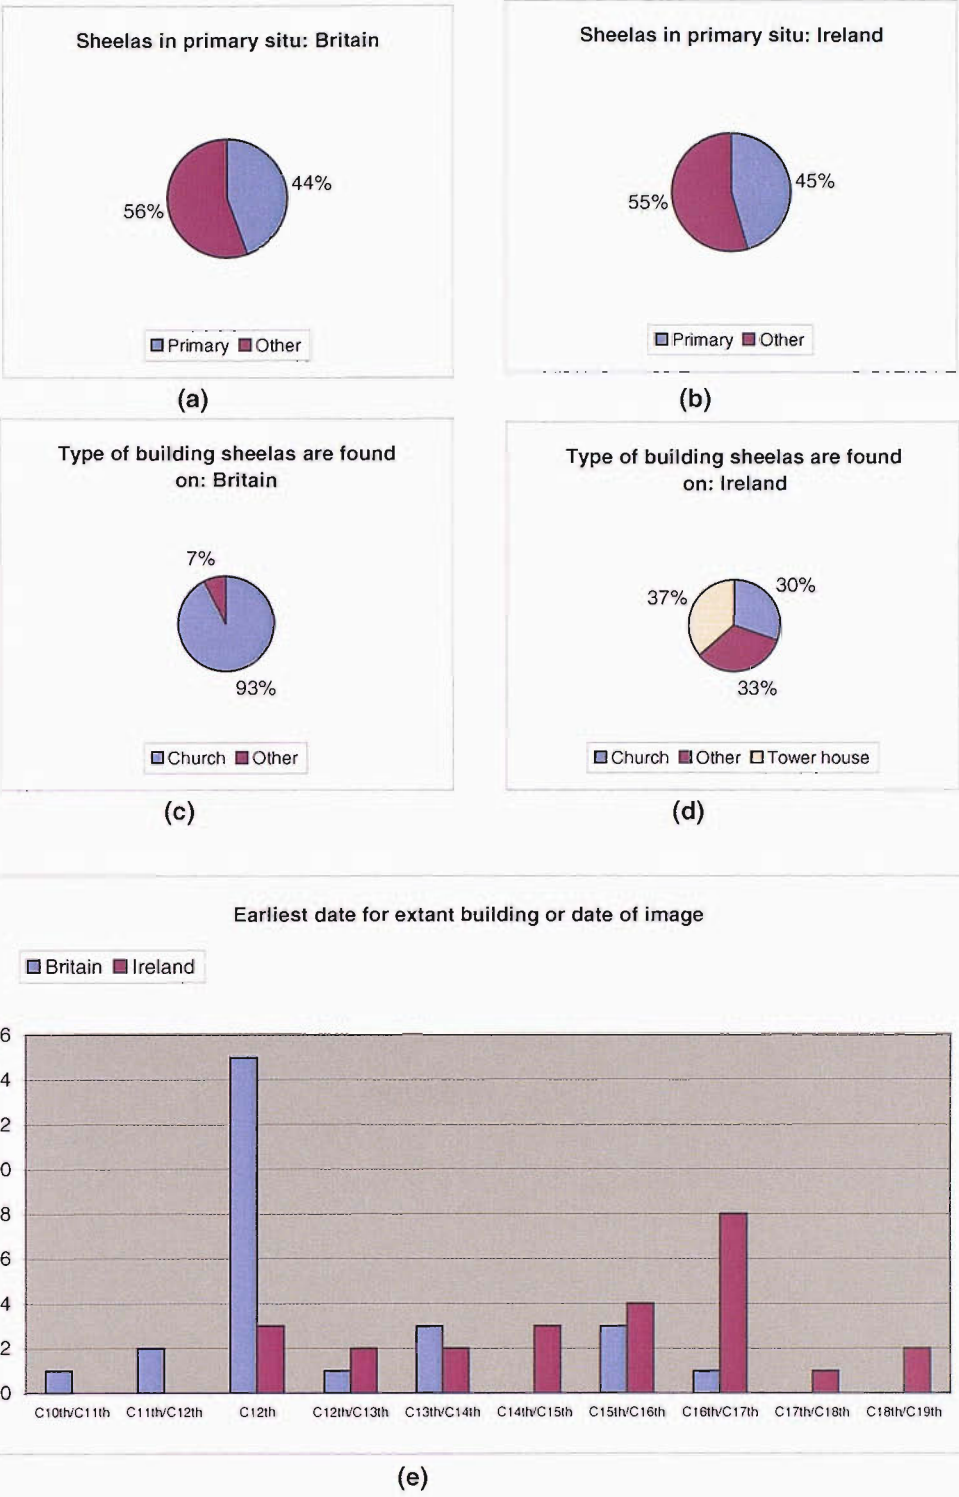 Sheelas in primary situ: Britain
44%
56%
Primary Other
(a)
Sheelas in primary situ: Ireland
45%
55%
Primary Other
(b)
Type of building sheelas are found
on: Britain
7%
93%
Church Other
(c)
Type of building sheelas are found
on: Ireland
37%
30%
33%
Church Other Tower house
(d)
Earliest date for extant building or date of image
Britain Ireland
6
4
2
0
8
6
4
2
0
C10th/C11th C11th/C12th C12th C12th/C13th C13th/C14th C14th/C15th C15th/C16th C16th/C17th C17th/C18th C18th/C19th
(e)